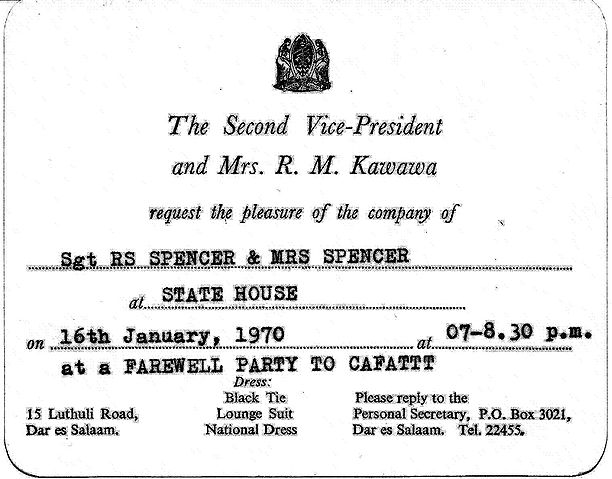 The Second Vice-President
and Mrs. R. M. Kawawa
request the pleasure of the company of
Sgt RS SPENCER & MRS SPENCER
at STATE HOUSE
on 16th January, 1970 at 07-8.30 p.m.
at a FAREWELL PARTY TO CAFATTT
Dress:
Black Tie
Lounge Suit
National Dress
15 Luthuli Road,
Dar es Salaam.
Please reply to the
Personal Secretary, P.O. Box 3021,
Dar es Salaam. Tel. 22455.